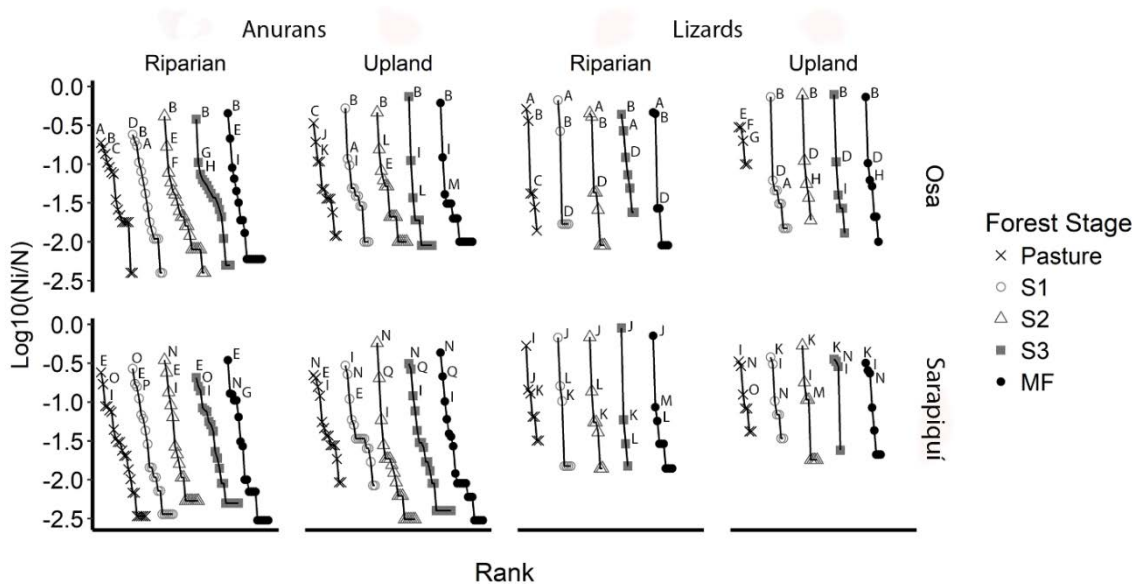 Anurans Lizards
Riparian Upland Riparian Upland
0.0
-0.5
-1.0
-1.5
-2.0
-2.5
A B C
D B A
B E F
B G H
B E I
C J K
B A I
B L E
B I L
B I M
A B C
A B D
A B D
B A D
A B D
E F G
B D A
B D H
B D I
B D H
Osa
Log10(Ni/N)
0.0
-0.5
-1.0
-1.5
-2.0
-2.5
E O I
O E P
N E I
E O I
E N G
N E I
I N E
N Q I
N Q I
N Q I
I J K
J L K
J L K
J K L
J M L
I N O
K I N
K I M
K N I
K I N
Sarapiquí
Rank
Forest Stage
Pasture
S1
S2
S3
MF